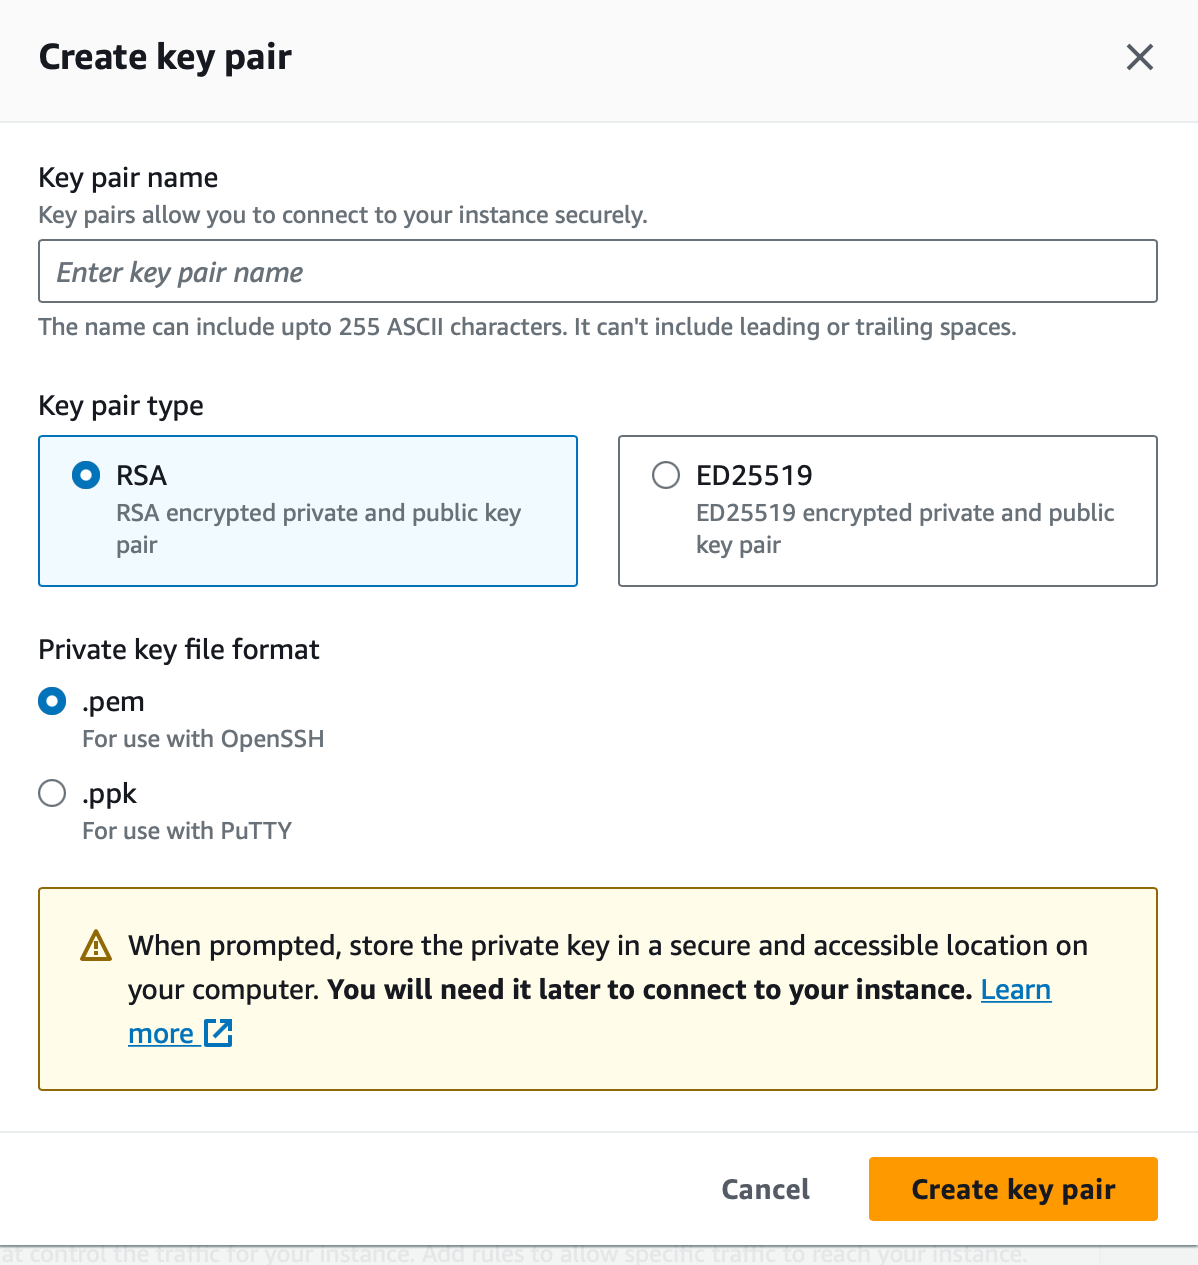 Create key pair
Key pair name
Key pairs allow you to connect to your instance securely.
Enter key pair name
The name can include upto 255 ASCII characters. It can't include leading or trailing spaces.
Key pair type
RSA
RSA encrypted private and public key
pair
ED25519
ED25519 encrypted private and public
key pair
Private key file format
.pem
For use with OpenSSH
.ppk
For use with PuTTY
When prompted, store the private key in a secure and accessible location on
your computer. You will need it later to connect to your instance. Learn
more
Cancel
Create key pair
at control the traffic for your instance. Add rules to allow specific traffic to reach your instance.